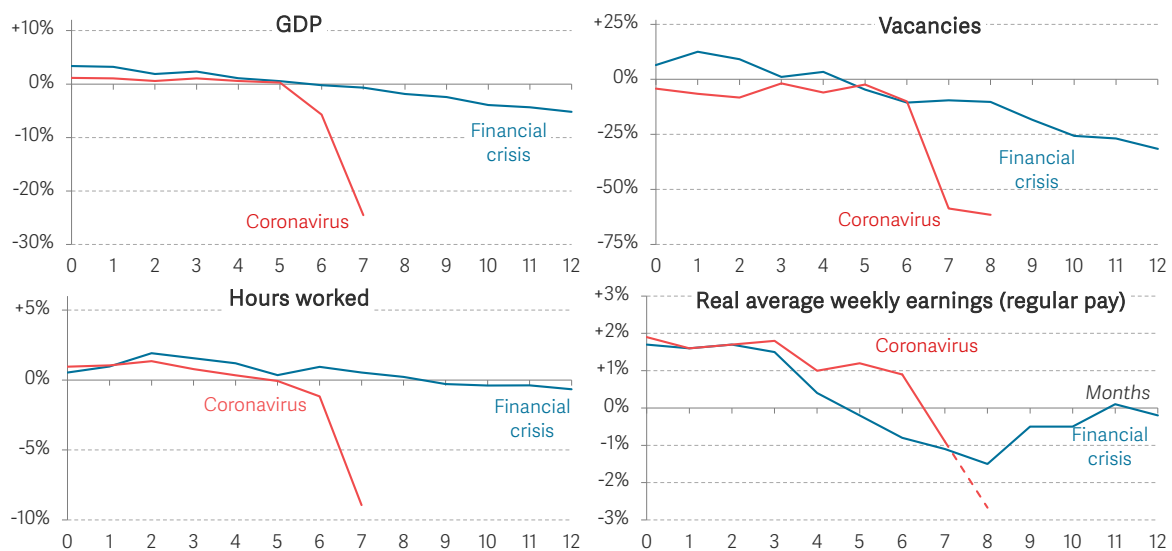 GDP
+10%
0%
-10%
-20%
-30%
Financial
crisis
Coronavirus
0 1 2 3 4 5 6 7 8 9 10 11 12
Vacancies
+25%
0%
-25%
-50%
-75%
Financial
crisis
Coronavirus
0 1 2 3 4 5 6 7 8 9 10 11 12
Hours worked
+5%
0%
-5%
-10%
Coronavirus
Financial
crisis
0 1 2 3 4 5 6 7 8 9 10 11 12
Real average weekly earnings (regular pay)
+3%
+2%
+1%
0%
-1%
-2%
-3%
Coronavirus
Months
Financial
crisis
0 1 2 3 4 5 6 7 8 9 10 11 12